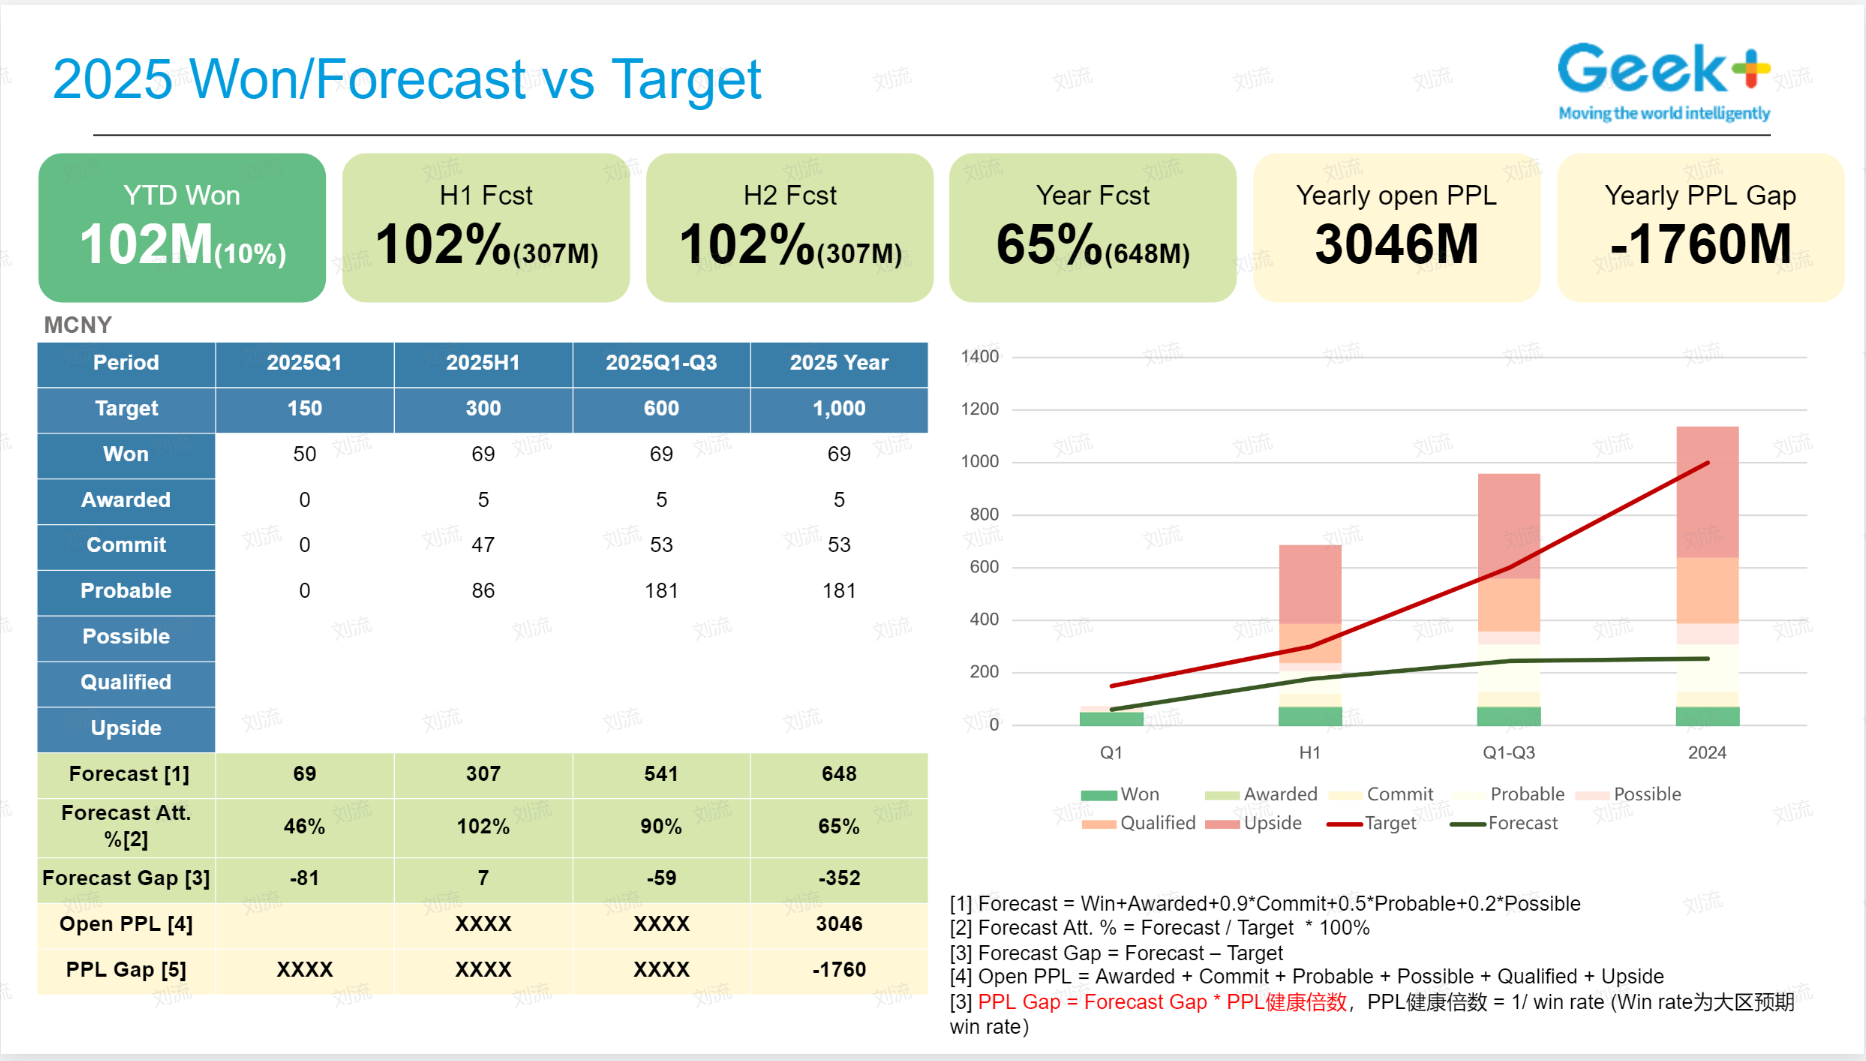 2025 Won/Forecast vs Target
Geek+
Moving the world intelligently
YTD Won
102M(10%)
H1 Fcst
102%(307M)
H2 Fcst
102%(307M)
Year Fcst
65%(648M)
Yearly open PPL
3046M
Yearly PPL Gap
-1760M
MCNY
Period 2025Q1 2025H1 2025Q1-Q3 2025 Year
Target 150 300 600 1,000
Won 50 69 69 69
Awarded 0 5 5 5
Commit 0 47 53 53
Probable 0 86 181 181
Possible
Qualified
Upside
Forecast [1] 69 307 541 648
Forecast Att.
%[2] 46% 102% 90% 65%
Forecast Gap [3] -81 7 -59 -352
Open PPL [4] XXXX XXXX 3046
PPL Gap [5] XXXX XXXX XXXX -1760
1400
1200
1000
800
600
400
200
0
Q1 H1 Q1-Q3 2024
Won Awarded Commit Probable Possible
Qualified Upside Target Forecast
[1] Forecast = Win+Awarded+0.9*Commit+0.5*Probable+0.2*Possible
[2] Forecast Att. % = Forecast / Target * 100%
[3] Forecast Gap = Forecast – Target
[4] Open PPL = Awarded + Commit + Probable + Possible + Qualified + Upside
[3] PPL Gap = Forecast Gap * PPL健康倍数，PPL健康倍数 = 1/ win rate (Win rate为大区预期
win rate）
刘流